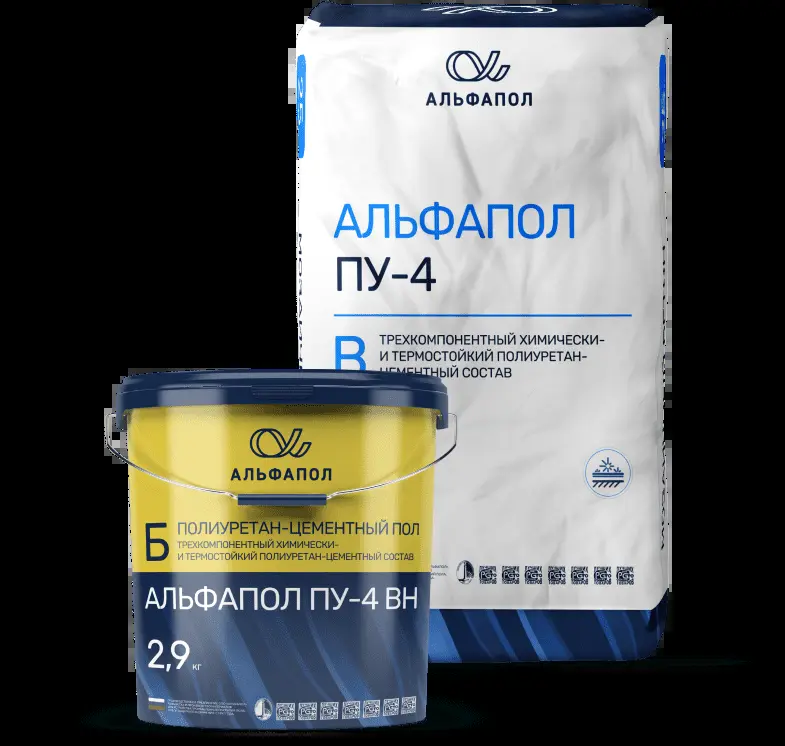 АЛЬФАПОЛ
АЛЬФАПОЛ
ПУ-4
В
ТРЕХКОМПОНЕНТНЫЙ ХИМИЧЕСКИ-
И ТЕРМОСТОЙКИЙ ПОЛИУРЕТАН-
ЦЕМЕНТНЫЙ СОСТАВ
АЛЬФАПОЛ
Б
ПОЛИУРЕТАН-ЦЕМЕНТНЫЙ ПОЛ
ТРЕХКОМПОНЕНТНЫЙ ХИМИЧЕСКИ-
И ТЕРМОСТОЙКИЙ ПОЛИУРЕТАН-ЦЕМЕНТНЫЙ СОСТАВ
АЛЬФАПОЛ ПУ-4 ВН
2,9 кг